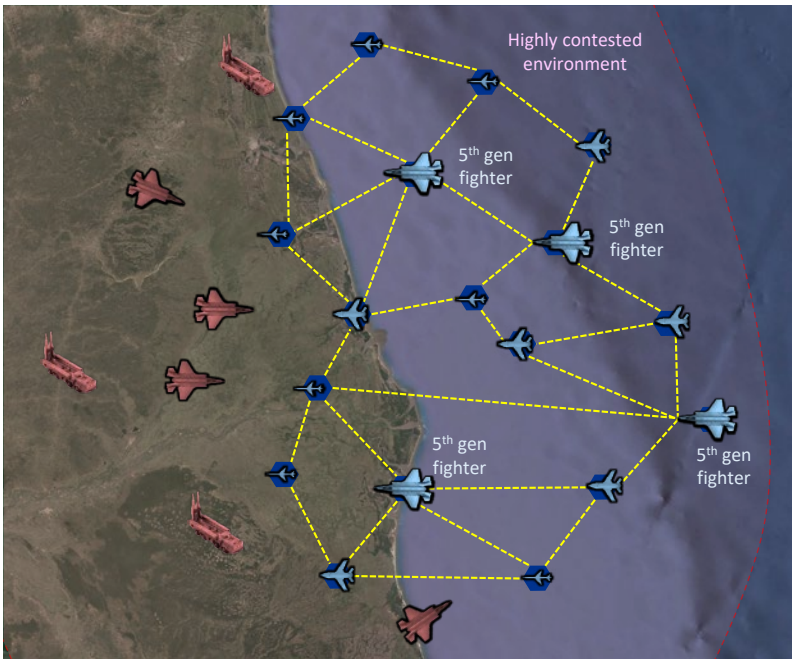 Highly contested
environment
5th gen
fighter
5th gen
fighter
5th gen
fighter
5th gen
fighter